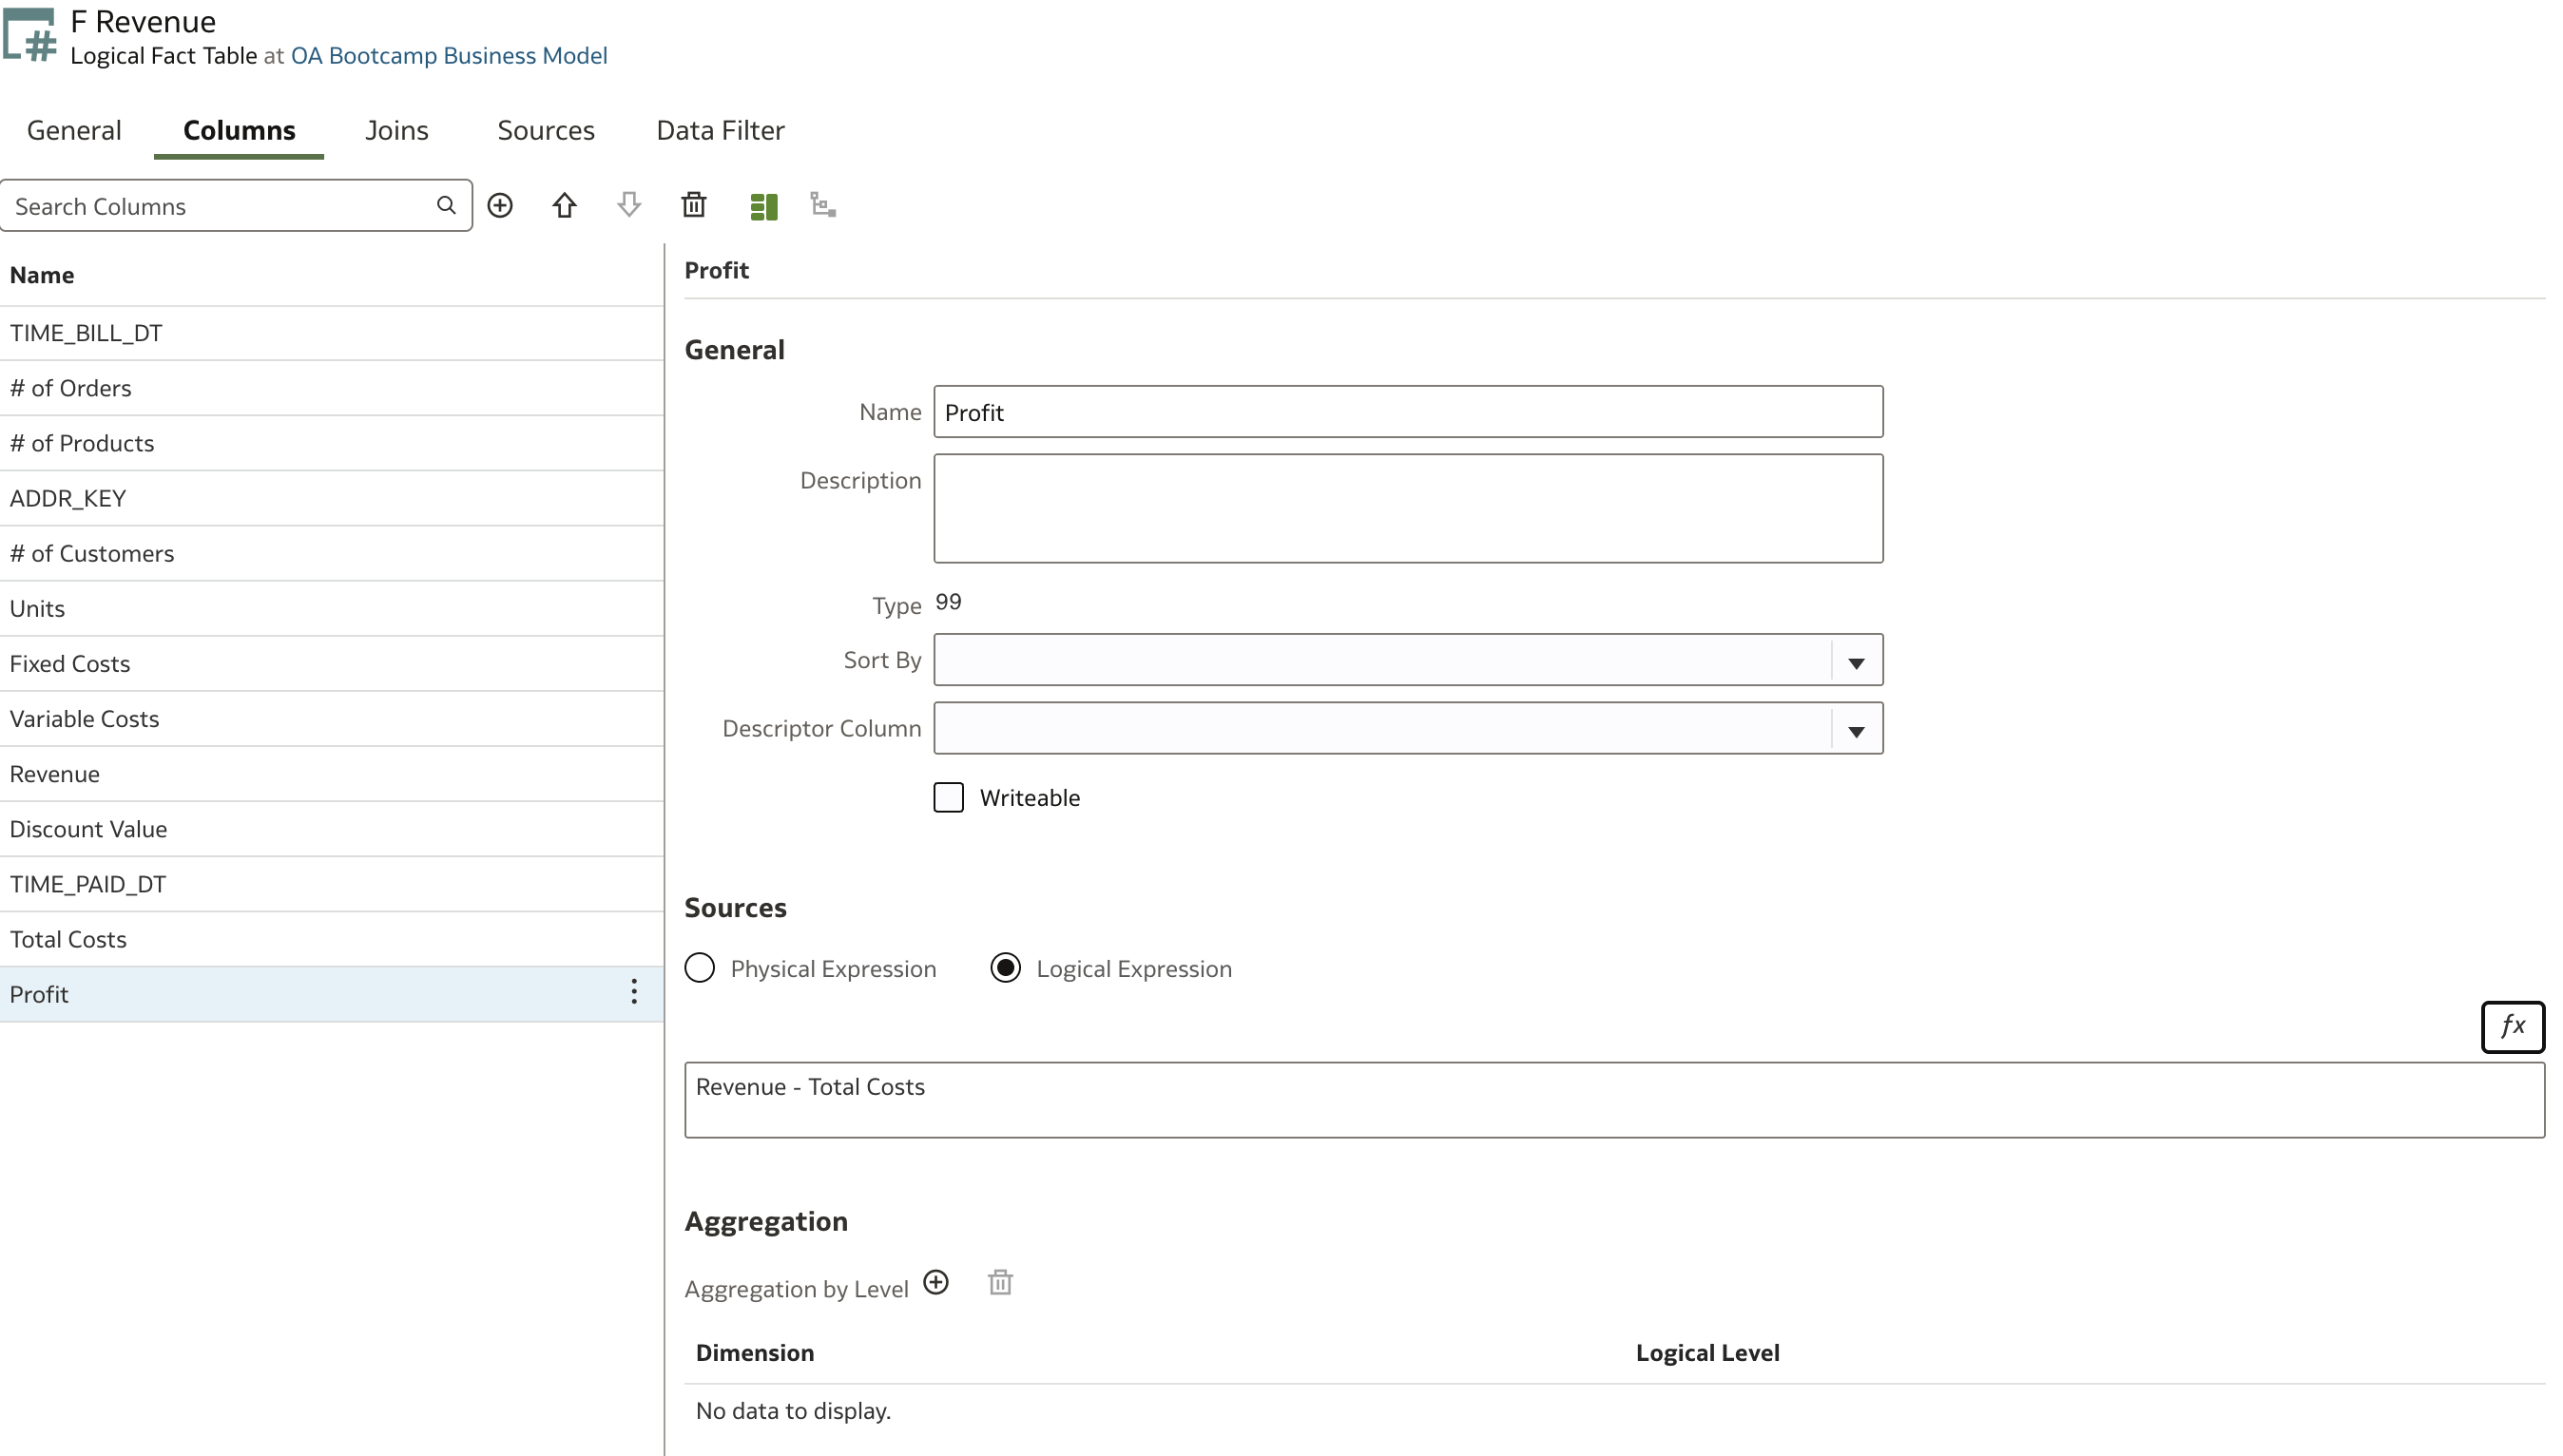 F Revenue
Logical Fact Table at OA Bootcamp Business Model
General Columns Joins Sources Data Filter
Search Columns
Name
TIME_BILL_DT
# of Orders
# of Products
ADDR_KEY
# of Customers
Units
Fixed Costs
Variable Costs
Revenue
Discount Value
TIME_PAID_DT
Total Costs
Profit
Profit
General
Name Profit
Description
Type 99
Sort By
Descriptor Column
Writeable
Sources
Physical Expression Logical Expression
fx
Revenue - Total Costs
Aggregation
Aggregation by Level
Dimension Logical Level
No data to display.